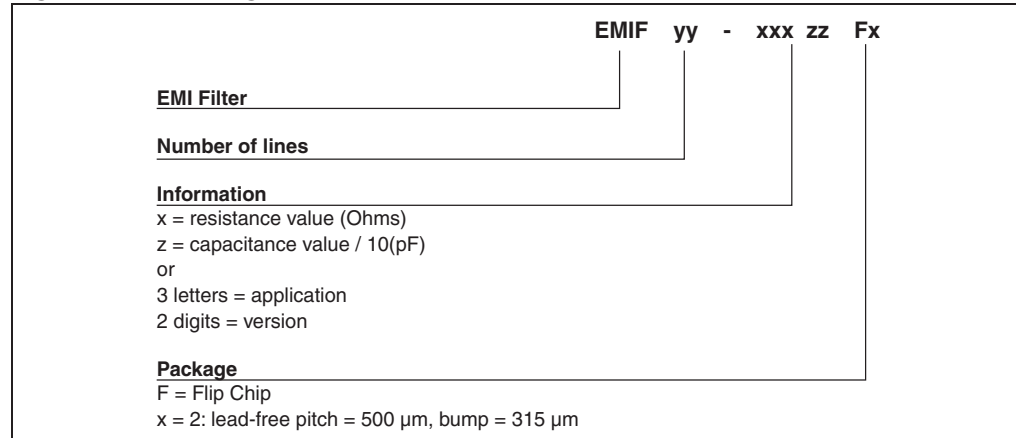 EMIF yy - xxx zz Fx
EMI Filter
Number of lines
Information
x = resistance value (Ohms)
z = capacitance value / 10(pF)
or
3 letters = application
2 digits = version
Package
F = Flip Chip
x = 2: lead-free pitch = 500 µm, bump = 315 µm